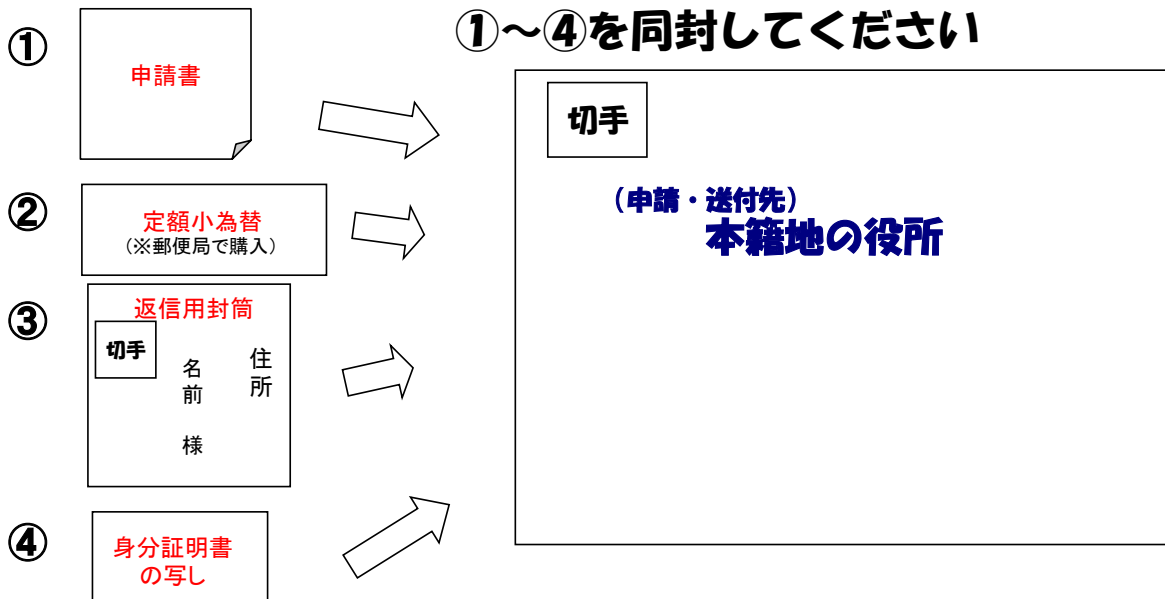 ①～④を同封してください
①
申請書
②
定額小為替
（※郵便局で購入）
③
返信用封筒
切手
住所
名前　様
④
身分証明書
の写し
切手
（申請・送付先）
本籍地の役所